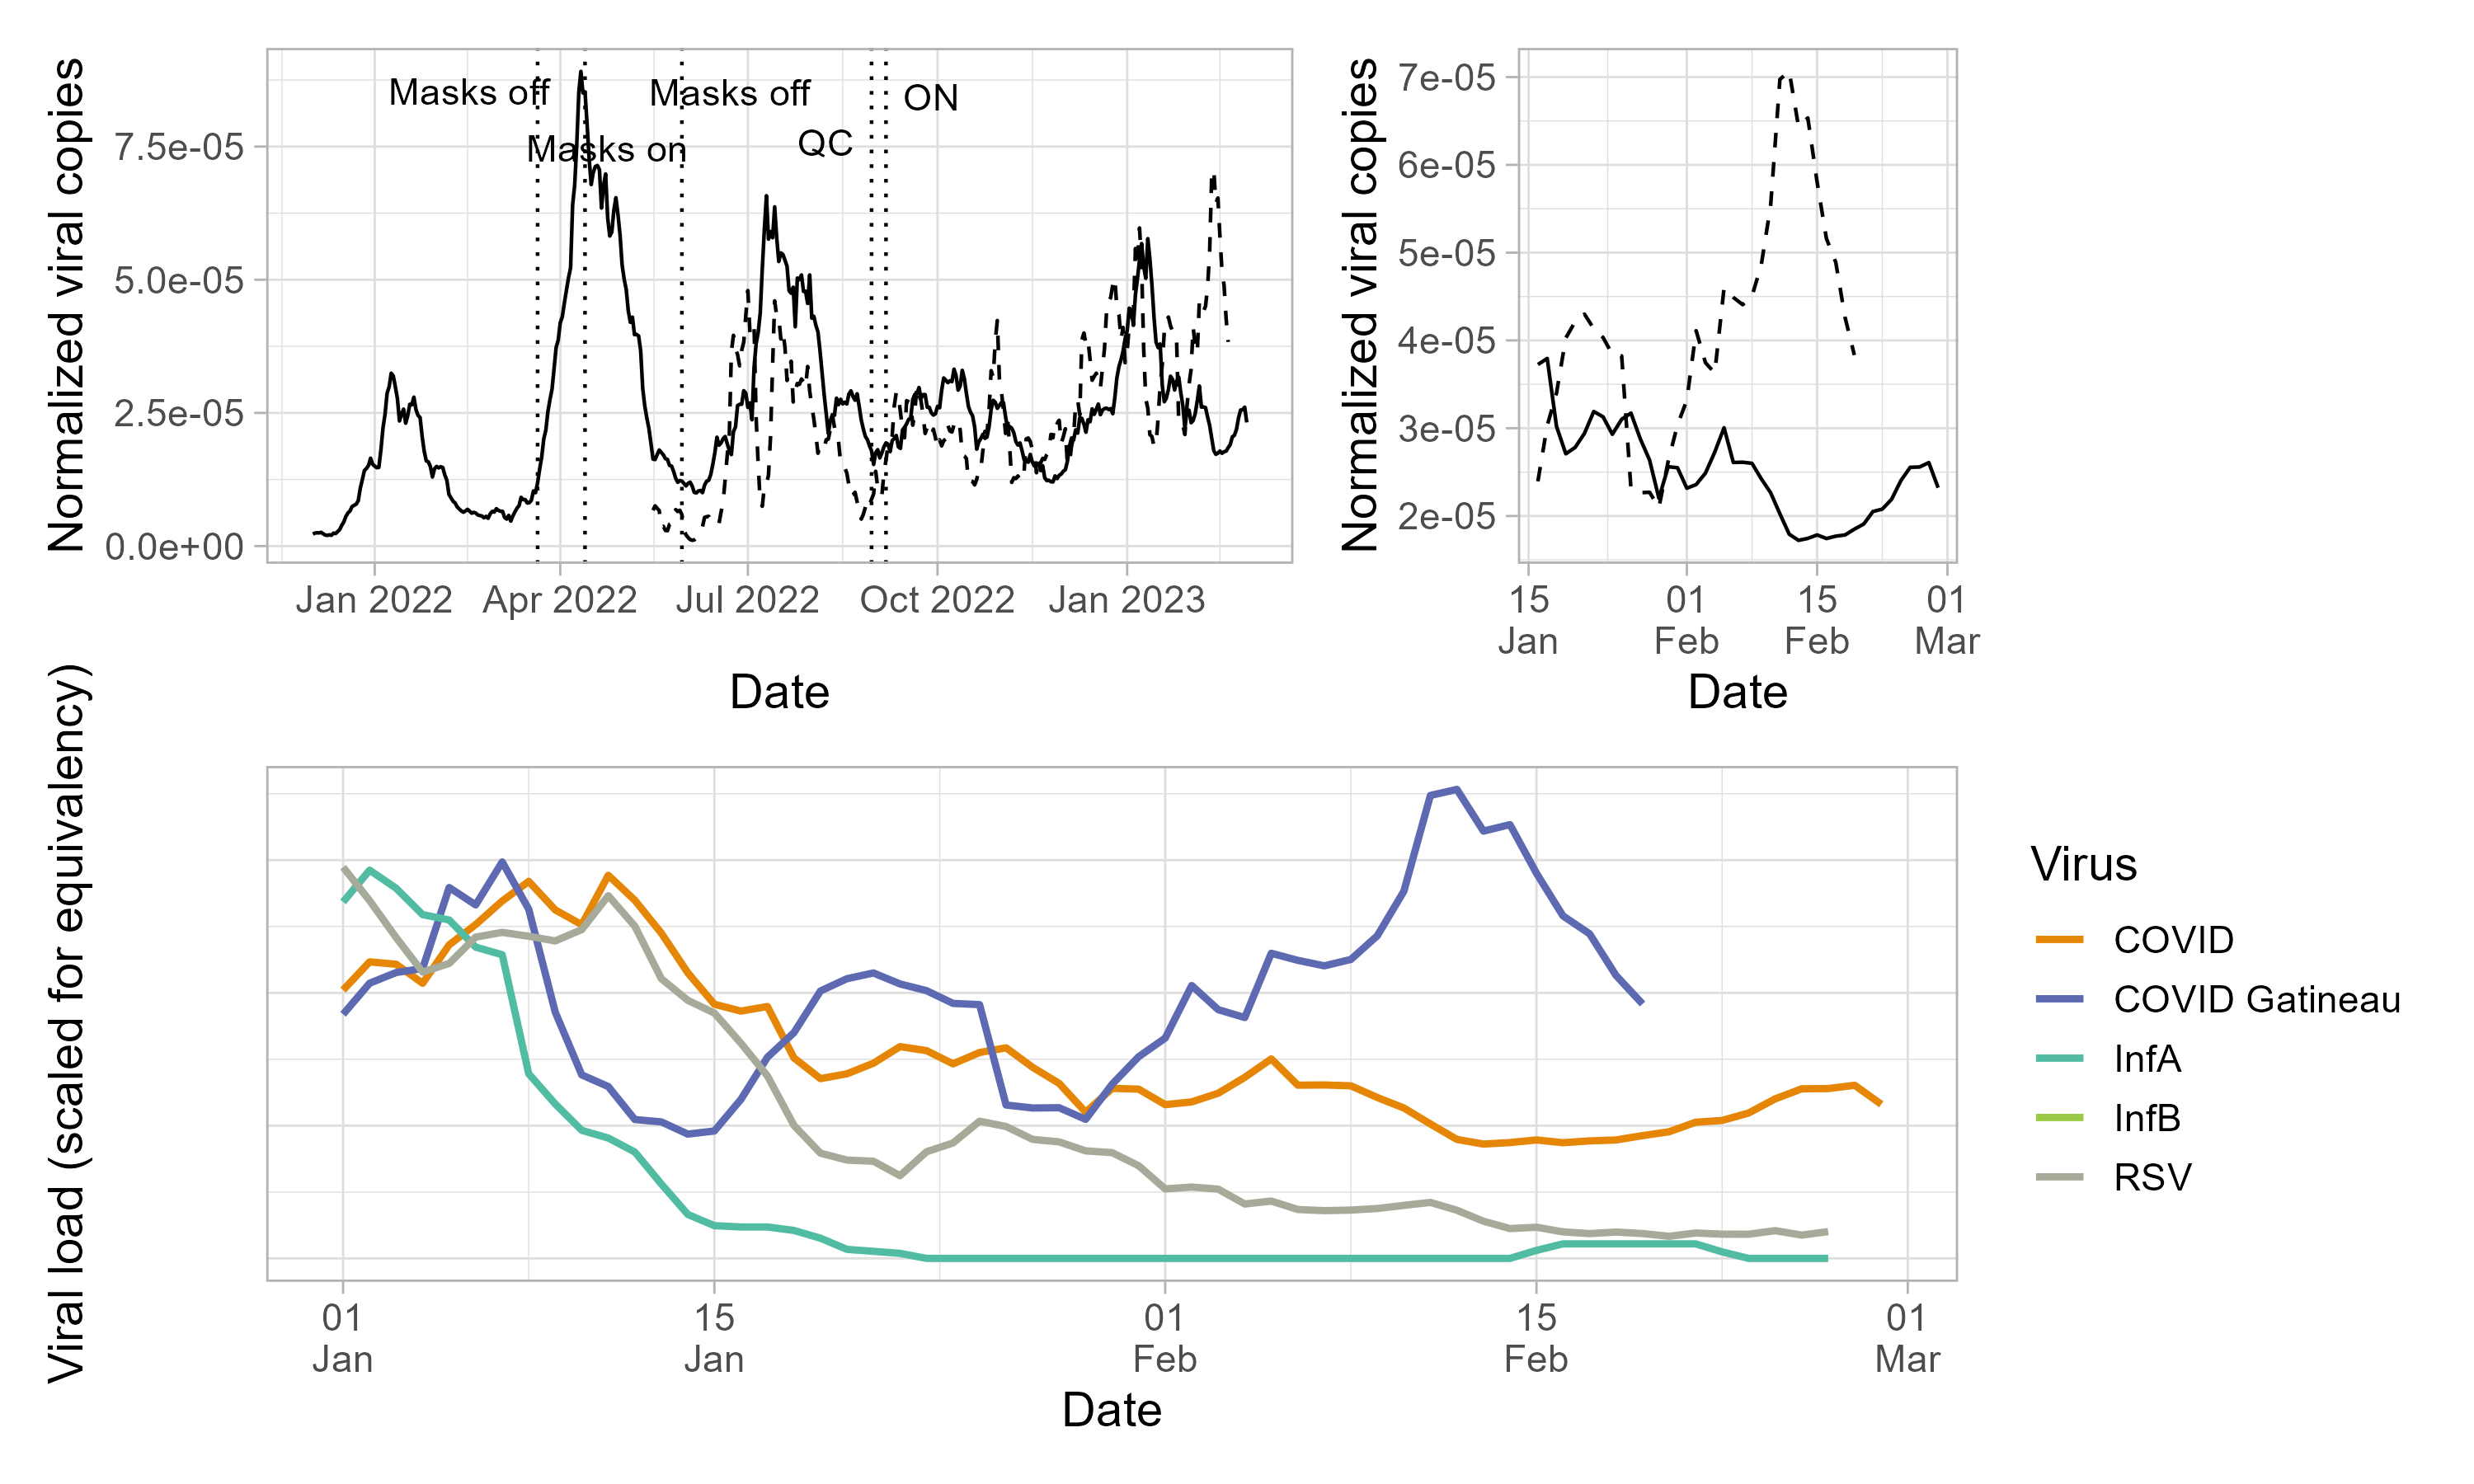 Normalized viral copies
7.5e-05
5.0e-05
2.5e-05
0.0e+00
Masks off
Masks on
Masks off
QC
ON
Jan 2022
Apr 2022
Jul 2022
Oct 2022
Jan 2023
Date
Normalized viral copies
7e-05
6e-05
5e-05
4e-05
3e-05
2e-05
15 01 15 01
Jan Feb Feb Mar
Date
Viral load (scaled for equivalency)
01 15 01 15 01
Jan Jan Feb Feb Mar
Date
Virus
COVID
COVID Gatineau
InfA
InfB
RSV